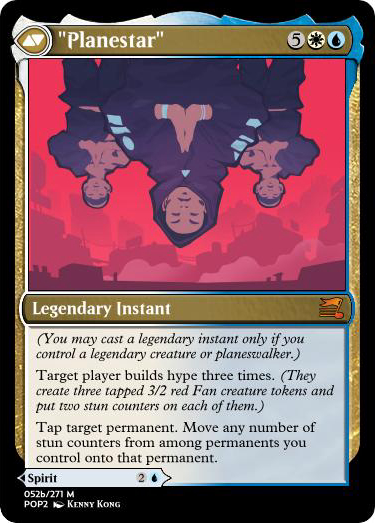 "Planestar" 5
Legendary Instant
(You may cast a legendary instant only if you
control a legendary creature or planeswalker.)
Target player builds hype three times. (They
create three tapped 3/2 red Fan creature tokens and
put two stun counters on each of them.)
Tap target permanent. Move any number of
stun counters from among permanents you
control onto that permanent.
Spirit 2
052b/271 M
POP2 Kenny Kong